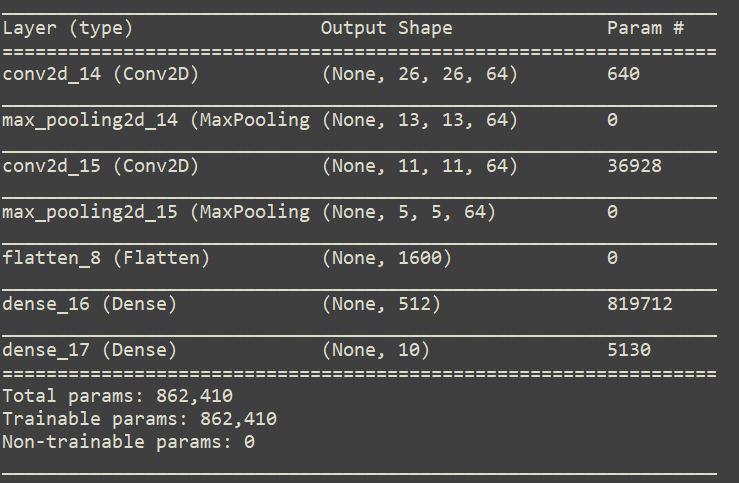 _________________________________________________________________
Layer (type)                 Output Shape              Param #
=================================================================
conv2d_14 (Conv2D)           (None, 26, 26, 64)        640
_________________________________________________________________
max_pooling2d_14 (MaxPooling (None, 13, 13, 64)        0
_________________________________________________________________
conv2d_15 (Conv2D)           (None, 11, 11, 64)        36928
_________________________________________________________________
max_pooling2d_15 (MaxPooling (None, 5, 5, 64)          0
_________________________________________________________________
flatten_8 (Flatten)          (None, 1600)              0
_________________________________________________________________
dense_16 (Dense)             (None, 512)               819712
_________________________________________________________________
dense_17 (Dense)             (None, 10)                5130
=================================================================
Total params: 862,410
Trainable params: 862,410
Non-trainable params: 0
_________________________________________________________________